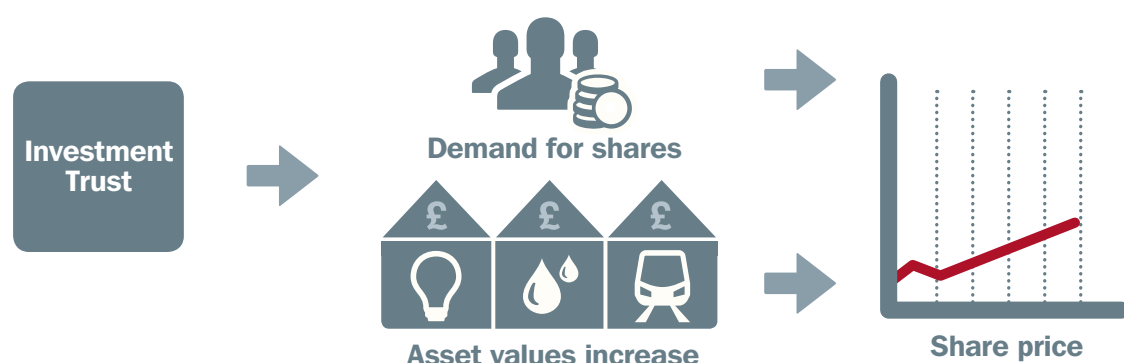 Investment
Trust
Demand for shares
£ £ £
Asset values increase
Share price